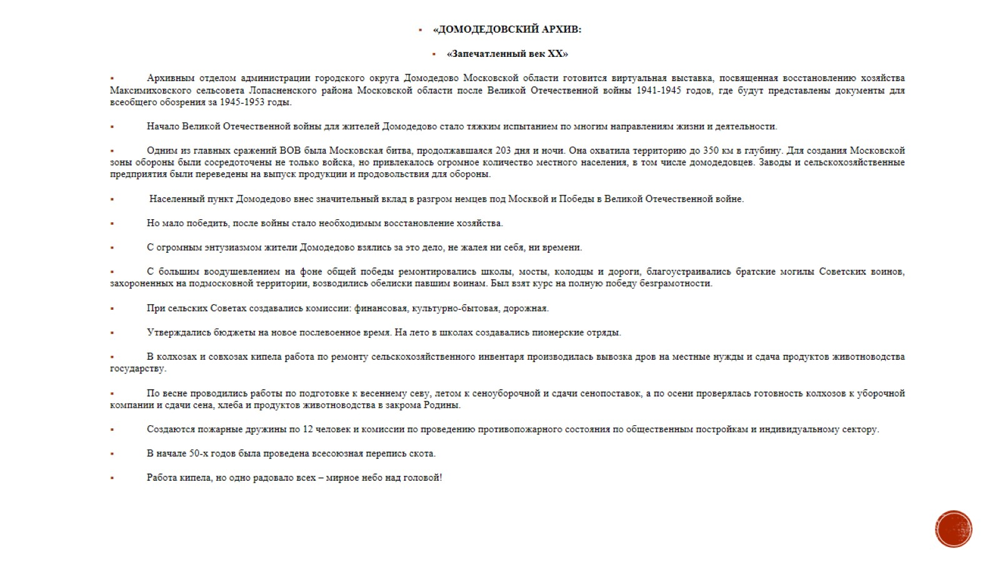 ▪ «ДОМОДЕДОВСКИЙ АРХИВ:
▪ «Запечатленный век XX»
▪ Архивным отделом администрации городского округа Домодедово Московской области готовится виртуальная выставка, посвященная восстановлению хозяйства
Максимиховского сельсовета Лопасненского района Московской области после Великой Отечественной войны 1941-1945 годов, где будут представлены документы для
всеобщего обозрения за 1945-1953 годы.
▪ Начало Великой Отечественной войны для жителей Домодедово стало тяжким испытанием по многим направлениям жизни и деятельности.
▪ Одним из главных сражений ВОВ была Московская битва, продолжавшаяся 203 дня и ночи. Она охватила территорию до 350 км в глубину. Для создания Московской
зоны обороны были сосредоточены не только войска, но привлекалось огромное количество местного населения, в том числе домодедовцев. Заводы и сельскохозяйственные
предприятия были переведены на выпуск продукции и продовольствия для обороны.
▪ Населенный пункт Домодедово внес значительный вклад в разгром немцев под Москвой и Победы в Великой Отечественной войне.
▪ Но мало победить, после войны стало необходимым восстановление хозяйства.
▪ С огромным энтузиазмом жители Домодедово взялись за это дело, не жалея ни себя, ни времени.
▪ С большим воодушевлением на фоне общей победы ремонтировались школы, мосты, колодцы и дороги, благоустраивались братские могилы Советских воинов,
захороненных на подмосковной территории, возводились обелиски павшим воинам. Был взят курс на полную победу безграмотности.
▪ При сельских Советах создавались комиссии: финансовая, культурно-бытовая, дорожная.
▪ Утверждались бюджеты на новое послевоенное время. На лето в школах создавались пионерские отряды.
▪ В колхозах и совхозах кипела работа по ремонту сельскохозяйственного инвентаря производилась вывозка дров на местные нужды и сдача продуктов животноводства
государству.
▪ По весне проводились работы по подготовке к весеннему севу, летом к сеноуборочной и сдачи сенопоставок, а по осени проверялась готовность колхозов к уборочной
компании и сдачи сена, хлеба и продуктов животноводства в закрома Родины.
▪ Создаются пожарные дружины по 12 человек и комиссии по проведению противопожарного состояния по общественным постройкам и индивидуальному сектору.
▪ В начале 50-х годов была проведена всесоюзная перепись скота.
▪ Работа кипела, но одно радовало всех – мирное небо над головой!